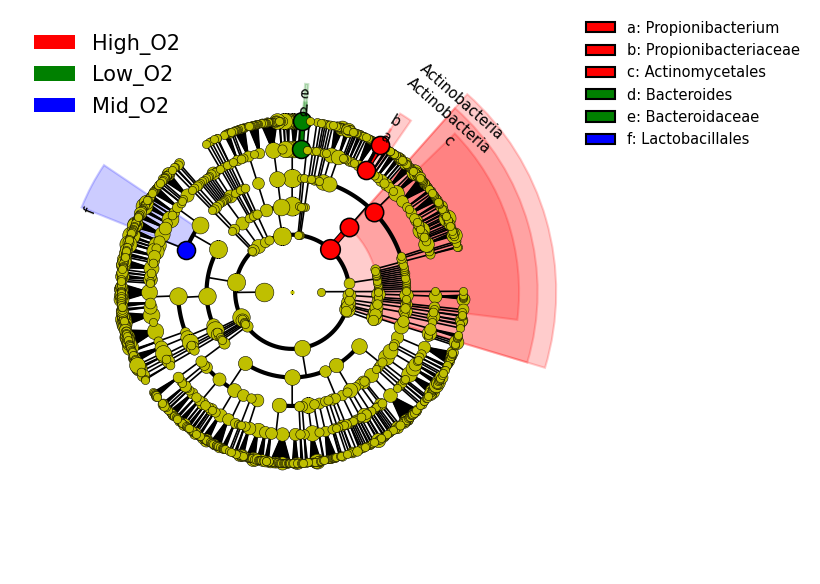 High_O2
Low_O2
Mid_O2
a: Propionibacterium
b: Propionibacteriaceae
c: Actinomycetales
d: Bacteroides
e: Bacteroidaceae
f: Lactobacillales
Actinobacteria
Actinobacteria
e
d
b
a
c
f